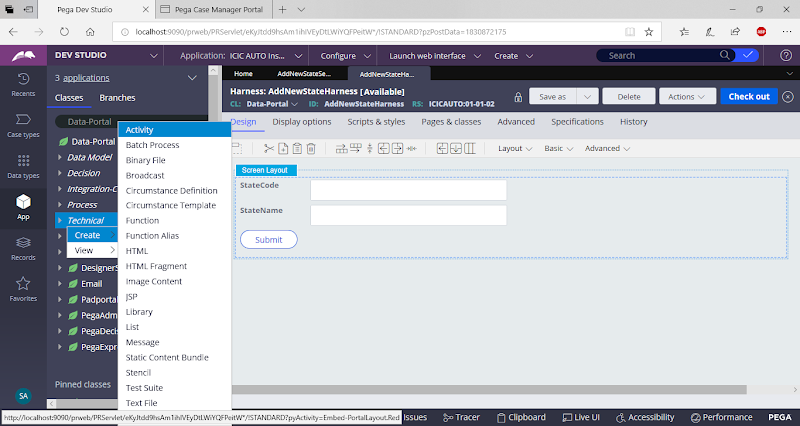 Pega Dev Studio
Pega Case Manager Portal
localhost:9090/prweb/PRServlet/eKyJtdd9hsAm1ihlVEyDtLWiYQFPeitW*/!STANDARD?pzPostData=1830872175
DEV STUDIO
Application: ICIC AUTO Ins...
Configure
Launch web interface
Create
Search
Recents
Case types
Data types
App
Records
Favorites
SA
3 applications
Classes
Branches
Data-Portal
Data-Portal
Data Model
Decision
Integration-C
Process
Technical
Create
View
DesignerS
Email
Padportal
PegaAdm
PegaDecis
PegaExpre
Pinned classes
Activity
Batch Process
Binary File
Broadcast
Circumstance Definition
Circumstance Template
Function
Function Alias
HTML
HTML Fragment
Image Content
JSP
Library
List
Message
Static Content Bundle
Stencil
Test Suite
Text File
Home
AddNewStateSe...
AddNewStateHa...
Harness: AddNewStateHarness [Available]
CL: Data-Portal ID: AddNewStateHarness RS: ICICAUTO:01-01-02
Save as
Delete
Actions
Check out
Design
Display options
Scripts & styles
Pages & classes
Advanced
Specifications
History
Layout
Basic
Advanced
Screen Layout
StateCode
StateName
Submit
http://localhost:9090/prweb/PRServlet/eKyJtdd9hsAm1ihlVEyDtLWiYQFPeitW*/!STANDARD?pyActivity=Embed-PortalLayout.Red
Issues
Tracer
Clipboard
Live UI
Accessibility
Performance
PEGA